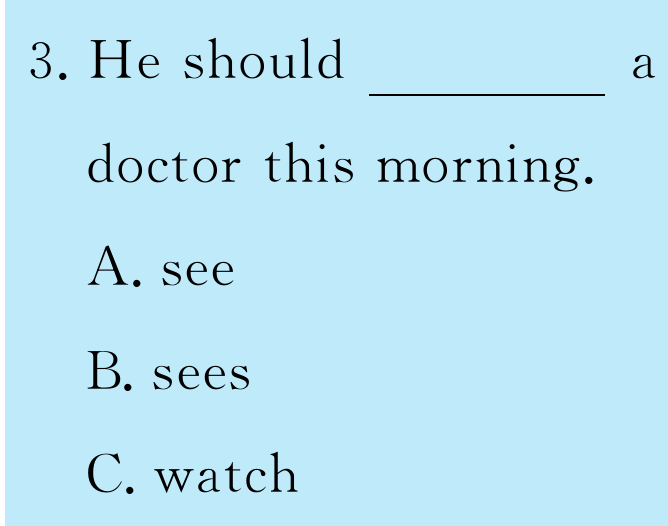 3. He should ________ a
doctor this morning.
A. see
B. sees
C. watch